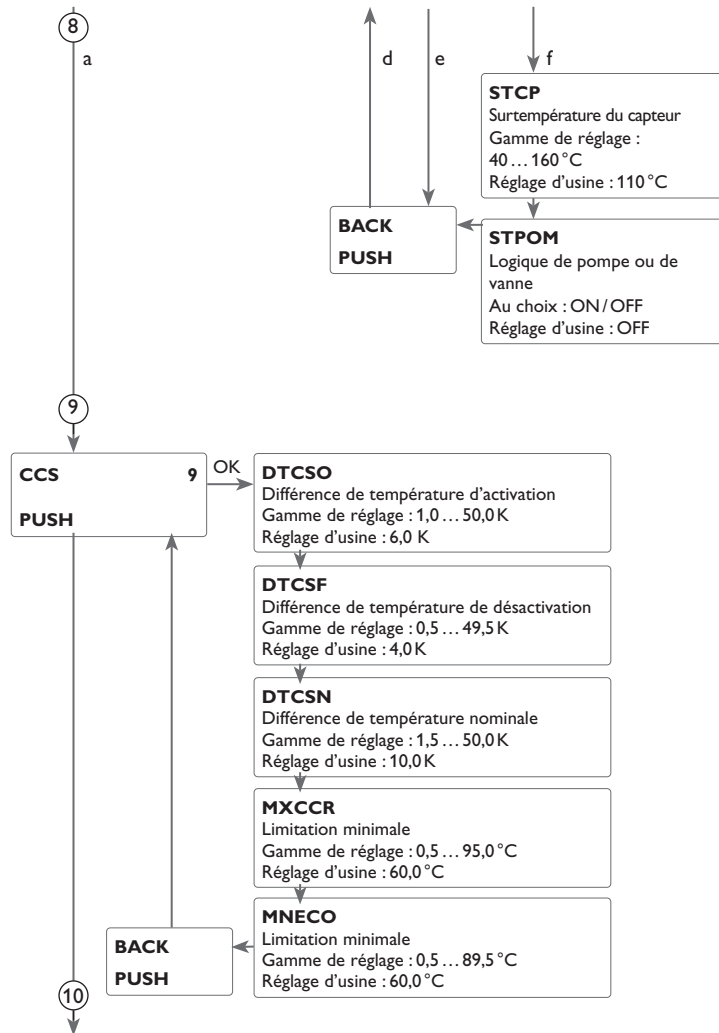 8
a
d
e
f
STCP
Surtempérature du capteur
Gamme de réglage :
40 … 160 °C
Réglage d'usine : 110 °C
BACK
PUSH
STPOM
Logique de pompe ou de
vanne
Au choix : ON / OFF
Réglage d'usine : OFF
9
CCS 9
PUSH
OK
DTCSO
Différence de température d'activation
Gamme de réglage : 1,0 … 50,0 K
Réglage d'usine : 6,0 K
DTCSF
Différence de température de désactivation
Gamme de réglage : 0,5 … 49,5 K
Réglage d'usine : 4,0 K
DTCSN
Différence de température nominale
Gamme de réglage : 1,5 … 50,0 K
Réglage d'usine : 10,0 K
MXCCR
Limitation minimale
Gamme de réglage : 0,5 … 95,0 °C
Réglage d'usine : 60,0 °C
MNECO
Limitation minimale
Gamme de réglage : 0,5 … 89,5 °C
Réglage d'usine : 60,0 °C
BACK
PUSH
10